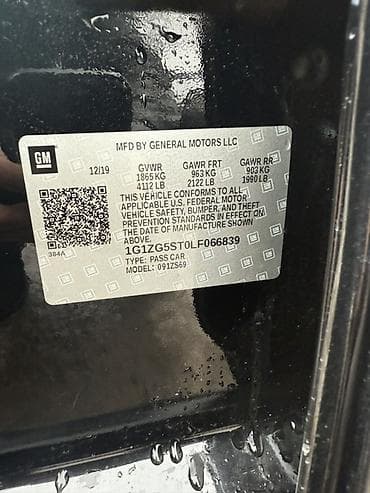 GM
MFD BY GENERAL MOTORS LLC
12/19 GVWR GAWR FRT GAWR RR
1865 KG 963 KG 903 KG
4112 LB 2122 LB 1990 LB
THIS VEHICLE CONFORMS TO ALL
APPLICABLE U.S. FEDERAL MOTOR
VEHICLE SAFETY, BUMPER, AND THEFT
PREVENTION STANDARDS IN EFFECT ON
THE DATE OF MANUFACTURE SHOWN
ABOVE.
384A
1G1ZG5ST0LF066839
TYPE: PASS CAR
MODEL: 091ZS69